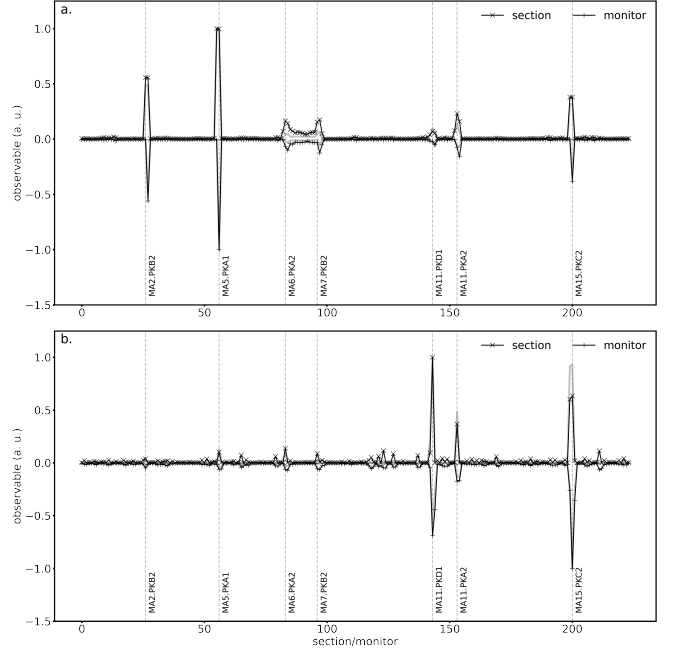 a.
section
monitor
1.0
0.5
0.0
−0.5
−1.0
−1.5
observable (a. u.)
MA2.PKB2
MA5.PKA1
MA6.PKA2
MA7.PKB2
MA11.PKD1
MA11.PKA2
MA15.PKC2
0
50
100
150
200
b.
section
monitor
1.0
0.5
0.0
−0.5
−1.0
−1.5
observable (a. u.)
MA2.PKB2
MA5.PKA1
MA6.PKA2
MA7.PKB2
MA11.PKD1
MA11.PKA2
MA15.PKC2
0
50
100
150
200
section/monitor